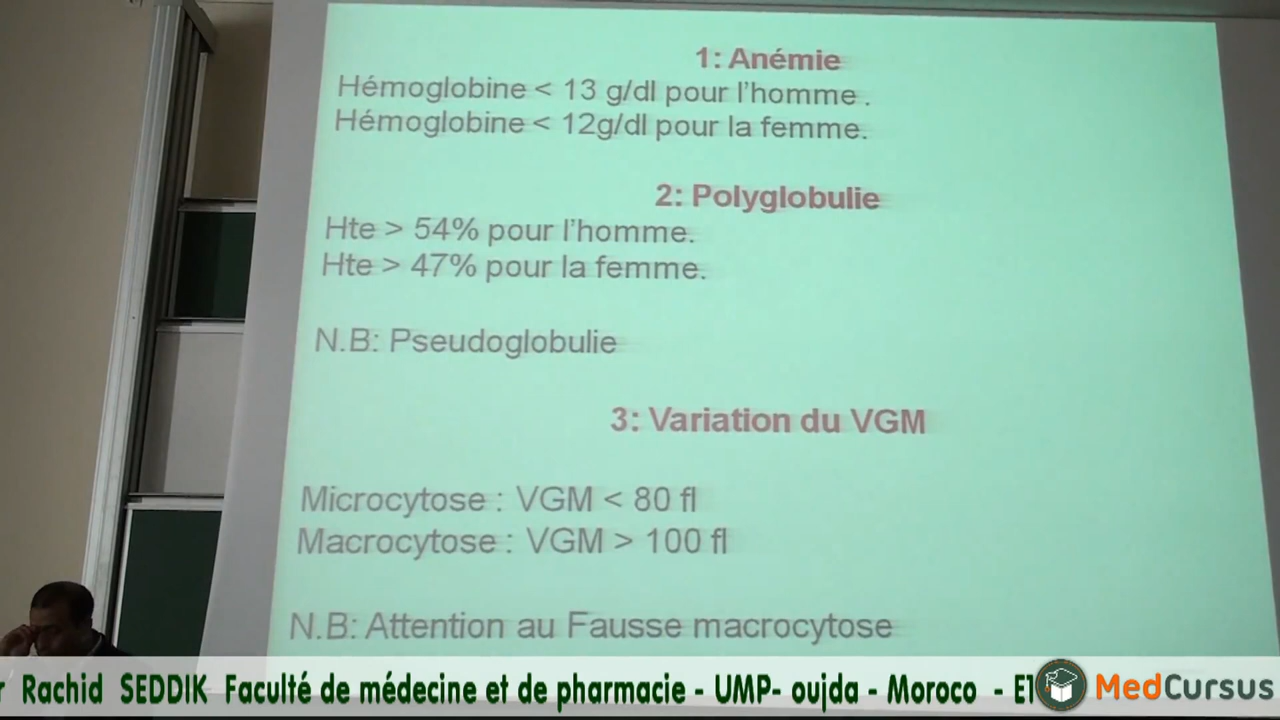 1: Anémie
Hémoglobine < 13 g/dl pour l'homme .
Hémoglobine < 12g/dl pour la femme.
2: Polyglobulie
Hte > 54% pour l'homme.
Hte > 47% pour la femme.
N.B: Pseudoglobulie
3: Variation du VGM
Microcytose : VGM < 80 fl
Macrocytose : VGM > 100 fl
N.B: Attention au Fausse macrocytose
r Rachid SEDDIK Faculté de médecine et de pharmacie - UMP- oujda - Moroco - E1
MedCursus